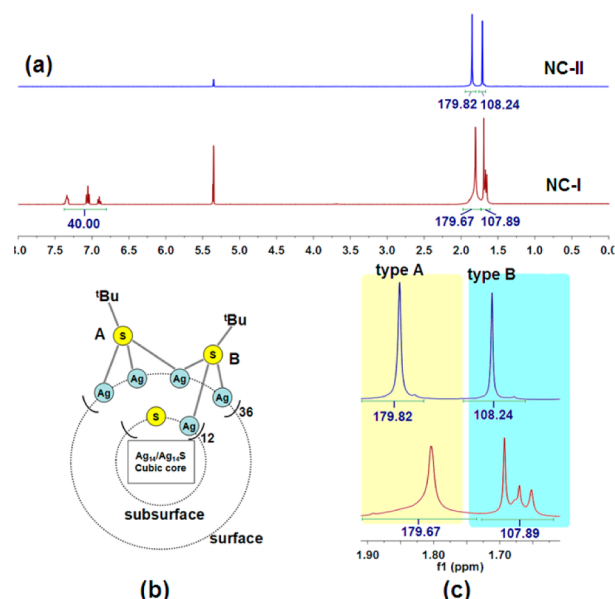 (a)
NC-II
179.82 108.24
NC-I
40.00
179.67 107.89
8.0 7.5 7.0 6.5 6.0 5.5 5.0 4.5 4.0 3.5 3.0 2.5 2.0 1.5 1.0 0.5 0.0
type A type B
tBu tBu
A S
S B
Ag Ag Ag Ag
36
S Ag
12
Ag14/Ag14S
Cubic core
subsurface
surface
(b)
179.82 108.24
179.67 107.89
1.90 1.80 1.70
f1 (ppm)
(c)